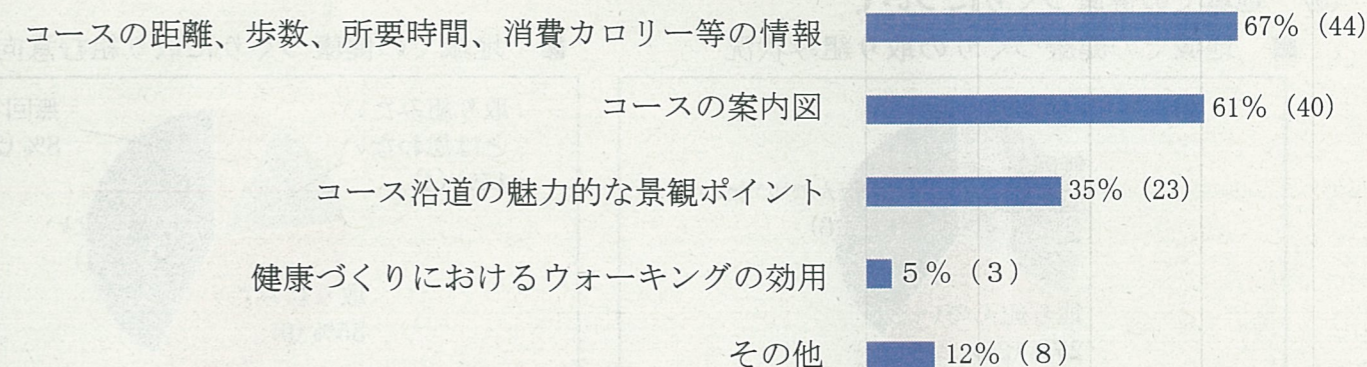 コースの距離、歩数、所要時間、消費カロリー等の情報 67% (44)
コースの案内図 61% (40)
コース沿道の魅力的な景観ポイント 35% (23)
健康づくりにおけるウォーキングの効用 5% (3)
その他 12% (8)